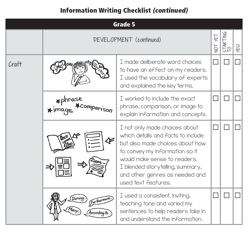 Information Writing Checklist (continued)
Grade 5
DEVELOPMENT (continued)
NOT YET
STARTING TO
YES!
Craft
I made deliberate word choices
to have an effect on my readers.
I used the vocabulary of experts
and explained the key terms.
*phrase
*comparison
*image
I worked to include the exact
phrase, comparison, or image to
explain information and concepts.
I not only made choices about
which details and facts to include
but also made choices about how
to convey my information so it
would make sense to readers.
I blended storytelling, summary,
and other genres as needed and
used text features.
I used a consistent, inviting,
teaching tone and varied my
sentences to help readers take in
and understand the information.